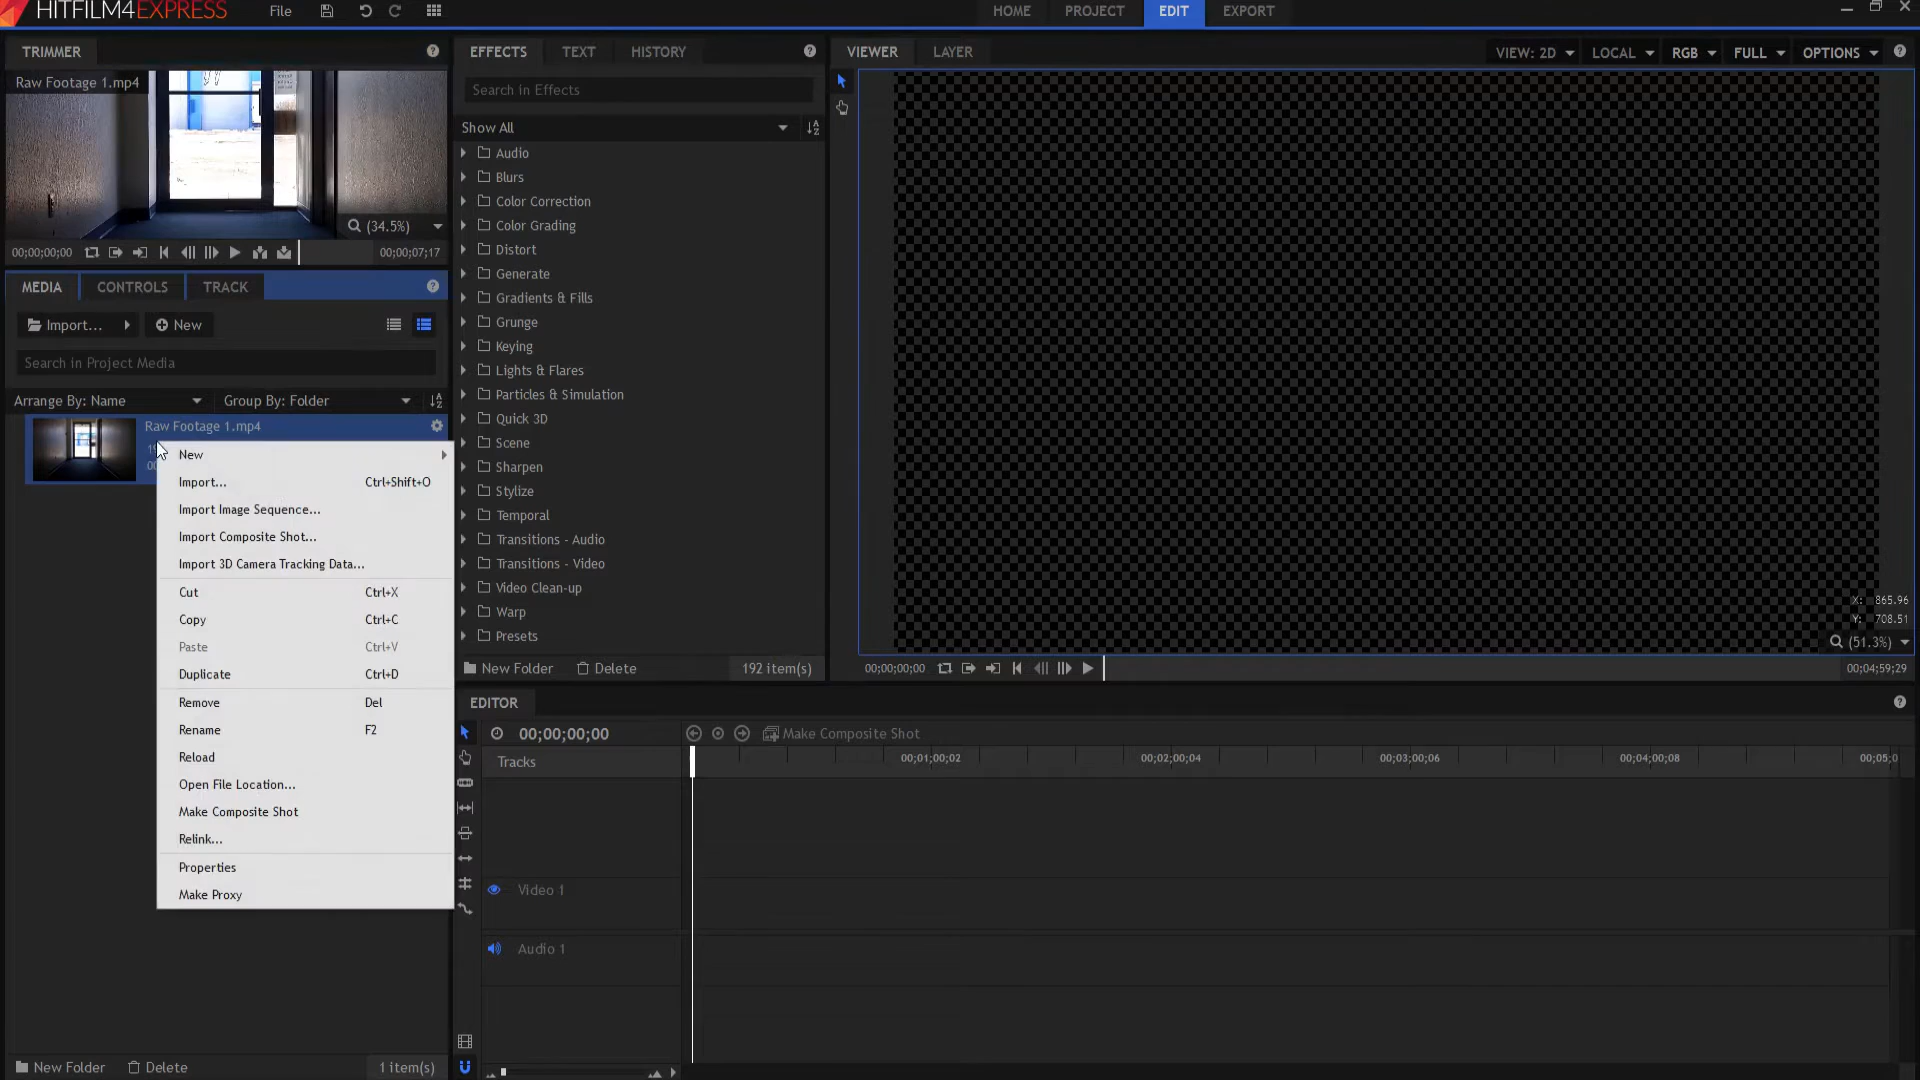 HITFILM4EXPRESS
File
HOME
PROJECT
EDIT
EXPORT
TRIMMER
Raw Footage 1.mp4
(34.5%)
00;00;00;00
00;00;07;17
MEDIA
CONTROLS
TRACK
Import...
New
Search in Project Media
Arrange By: Name
Group By: Folder
Raw Footage 1.mp4
New
Import...
Ctrl+Shift+O
Import Image Sequence...
Import Composite Shot...
Import 3D Camera Tracking Data...
Cut
Ctrl+X
Copy
Ctrl+C
Paste
Ctrl+V
Duplicate
Ctrl+D
Remove
Del
Rename
F2
Reload
Open File Location...
Make Composite Shot
Relink...
Properties
Make Proxy
New Folder
Delete
1 item(s)
EFFECTS
TEXT
HISTORY
Search in Effects
Show All
Audio
Blurs
Color Correction
Color Grading
Distort
Generate
Gradients & Fills
Grunge
Keying
Lights & Flares
Particles & Simulation
Quick 3D
Scene
Sharpen
Stylize
Temporal
Transitions - Audio
Transitions - Video
Video Clean-up
Warp
Presets
New Folder
Delete
192 item(s)
VIEWER
LAYER
VIEW: 2D
LOCAL
RGB
FULL
OPTIONS
X: 865.96
Y: 708.51
(51.3%)
00;00;00;00
00;04;59;29
EDITOR
00;00;00;00
Make Composite Shot
Tracks
00;01;00;02
00;02;00;04
00;03;00;06
00;04;00;08
Video 1
Audio 1